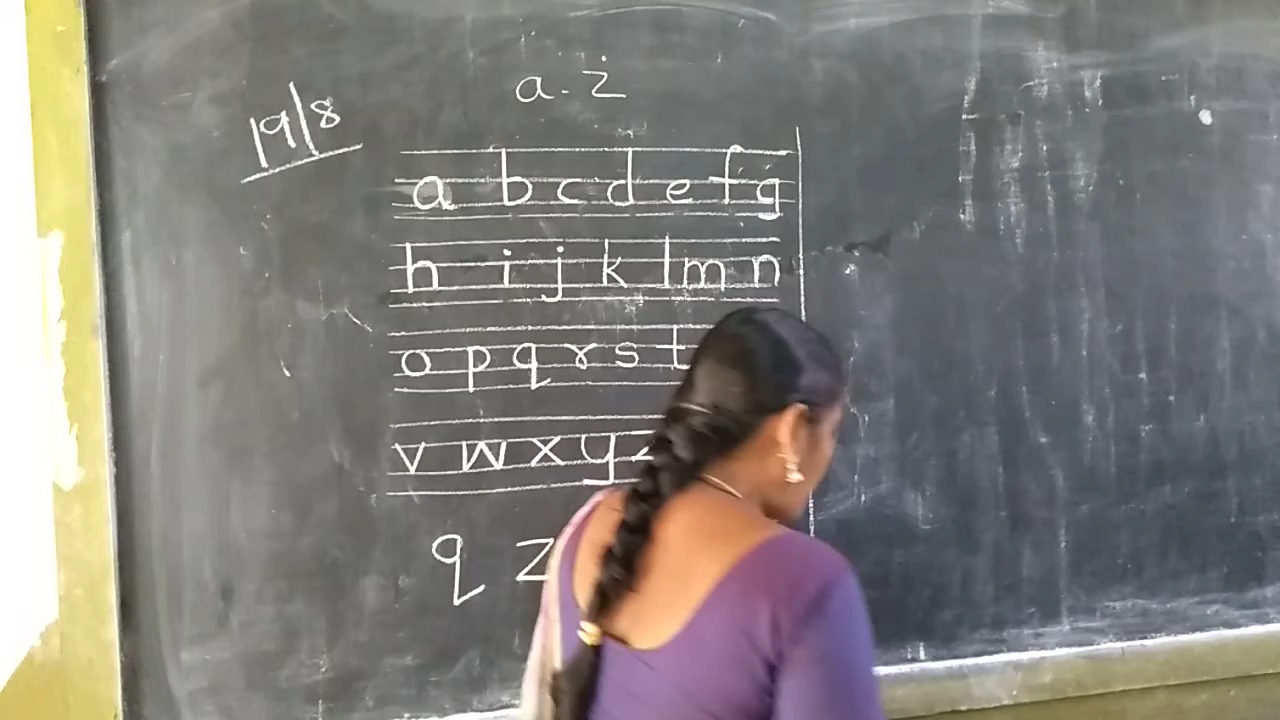 a.z
19/8
a b c d e f g
h i j k l m n
o p q r s t
v w x y z
q z